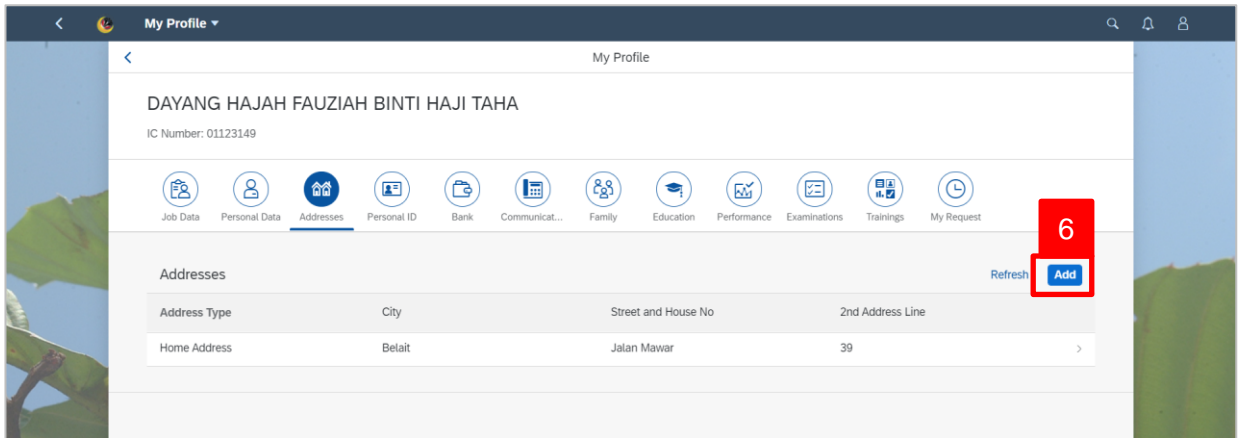 My Profile
My Profile
DAYANG HAJAH FAUZIAH BINTI HAJI TAHA
IC Number: 01123149
Job Data Personal Data Addresses Personal ID Bank Communicat... Family Education Performance Examinations Trainings My Request
6
Addresses Refresh Add
Address Type City Street and House No 2nd Address Line
Home Address Belait Jalan Mawar 39